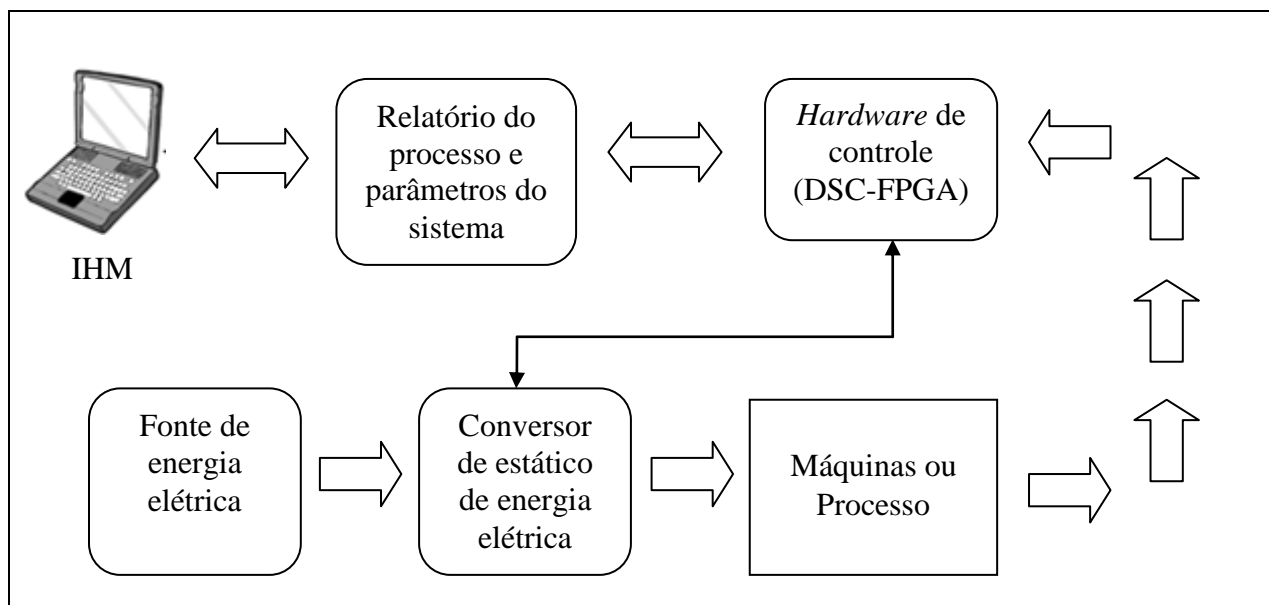 Relatório do
processo e
parâmetros do
sistema
Hardware de
controle
(DSC-FPGA)
IHM
Fonte de
energia
elétrica
Conversor
de estático
de energia
elétrica
Máquinas ou
Processo